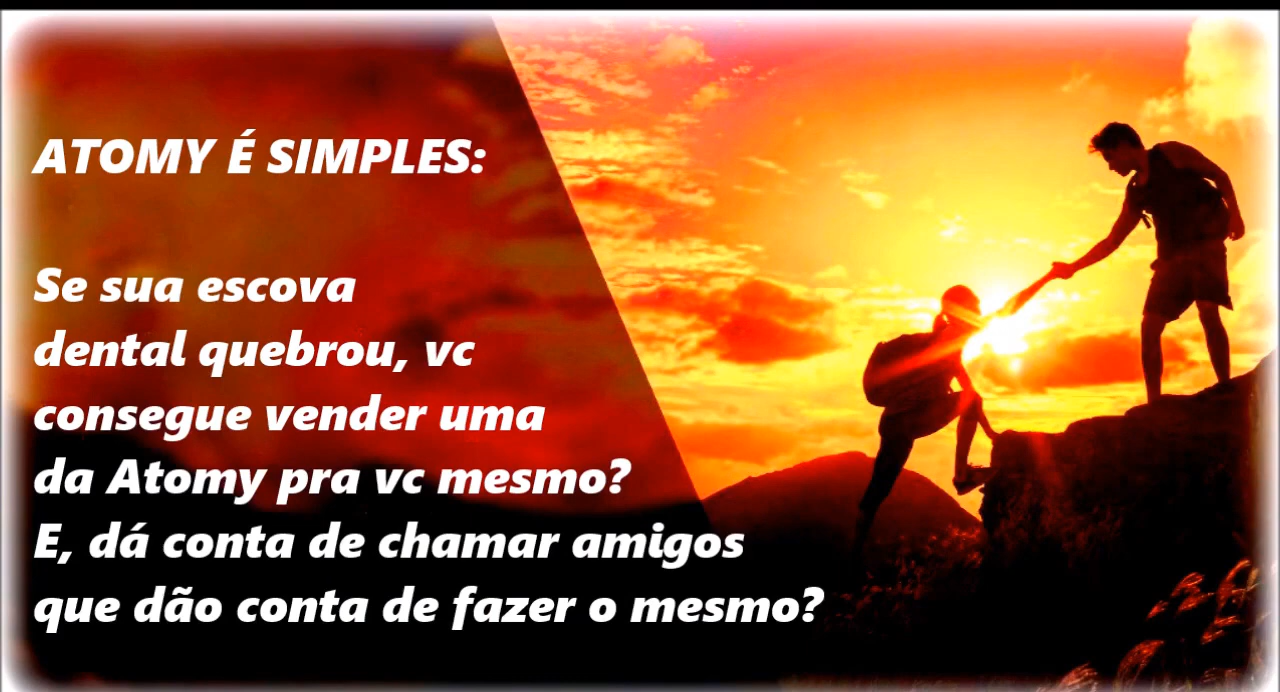 ATOMY É SIMPLES:
Se sua escova
dental quebrou, vc
consegue vender uma
da Atomy pra vc mesmo?
E, dá conta de chamar amigos
que dão conta de fazer o mesmo?